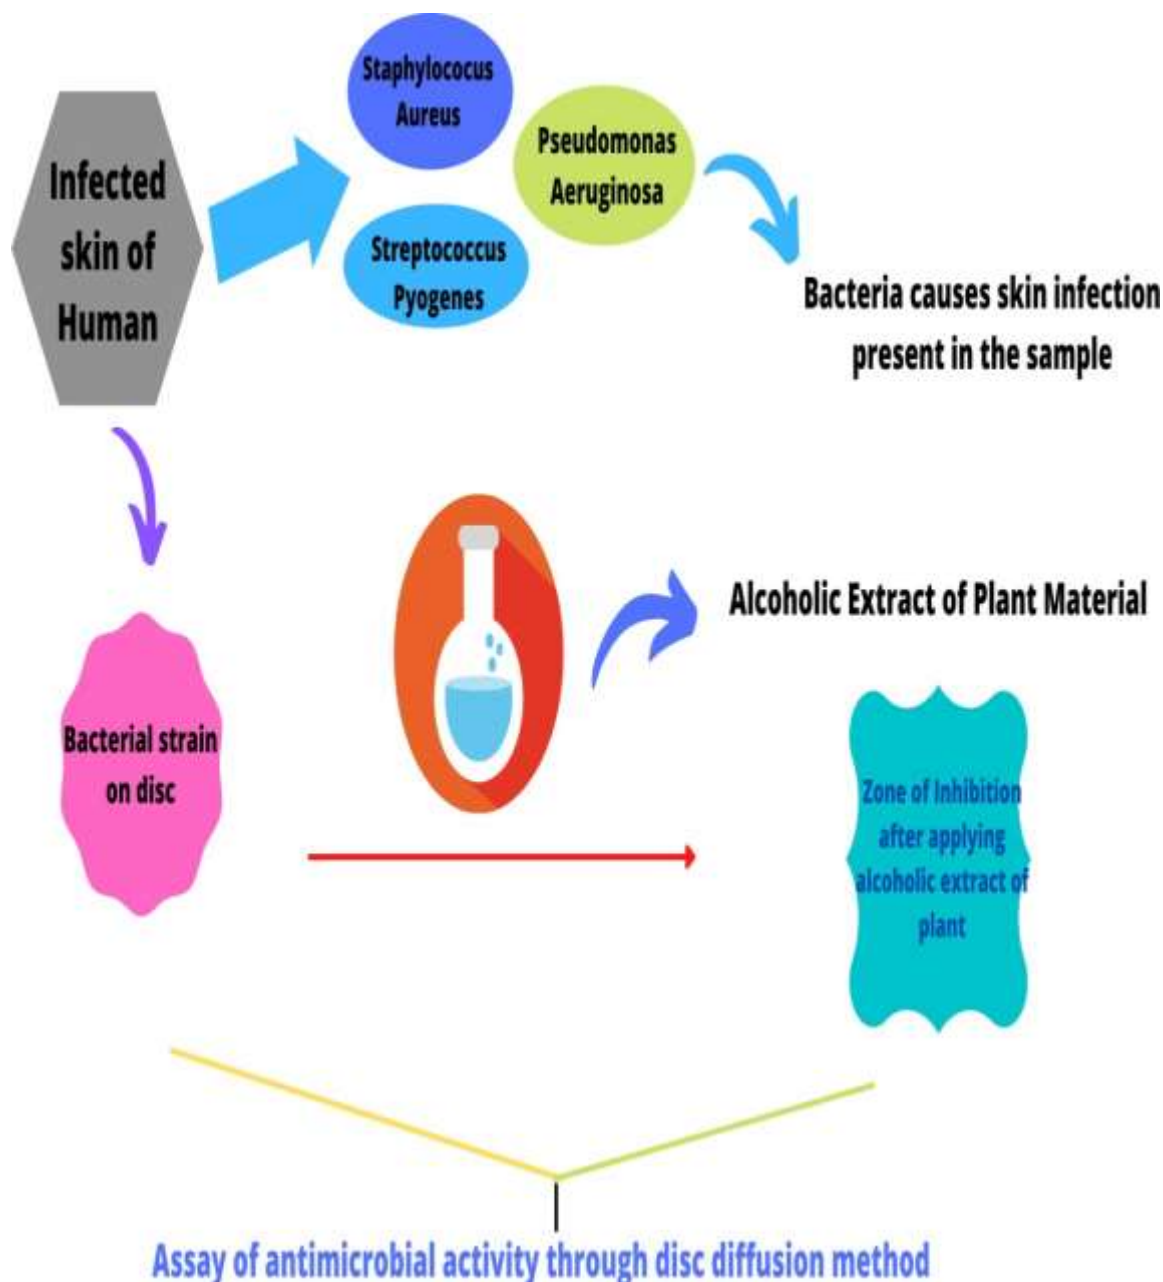 Staphylococus
Aureus
Pseudomonas
Aeruginosa
Infected
skin of
Human
Streptococcus
Pyogenes
Bacteria causes skin infection
present in the sample
Alcoholic Extract of Plant Material
Bacterial strain
on disc
Zone of Inhibition
after applying
alcoholic extract of
plant
Assay of antimicrobial activity through disc diffusion method